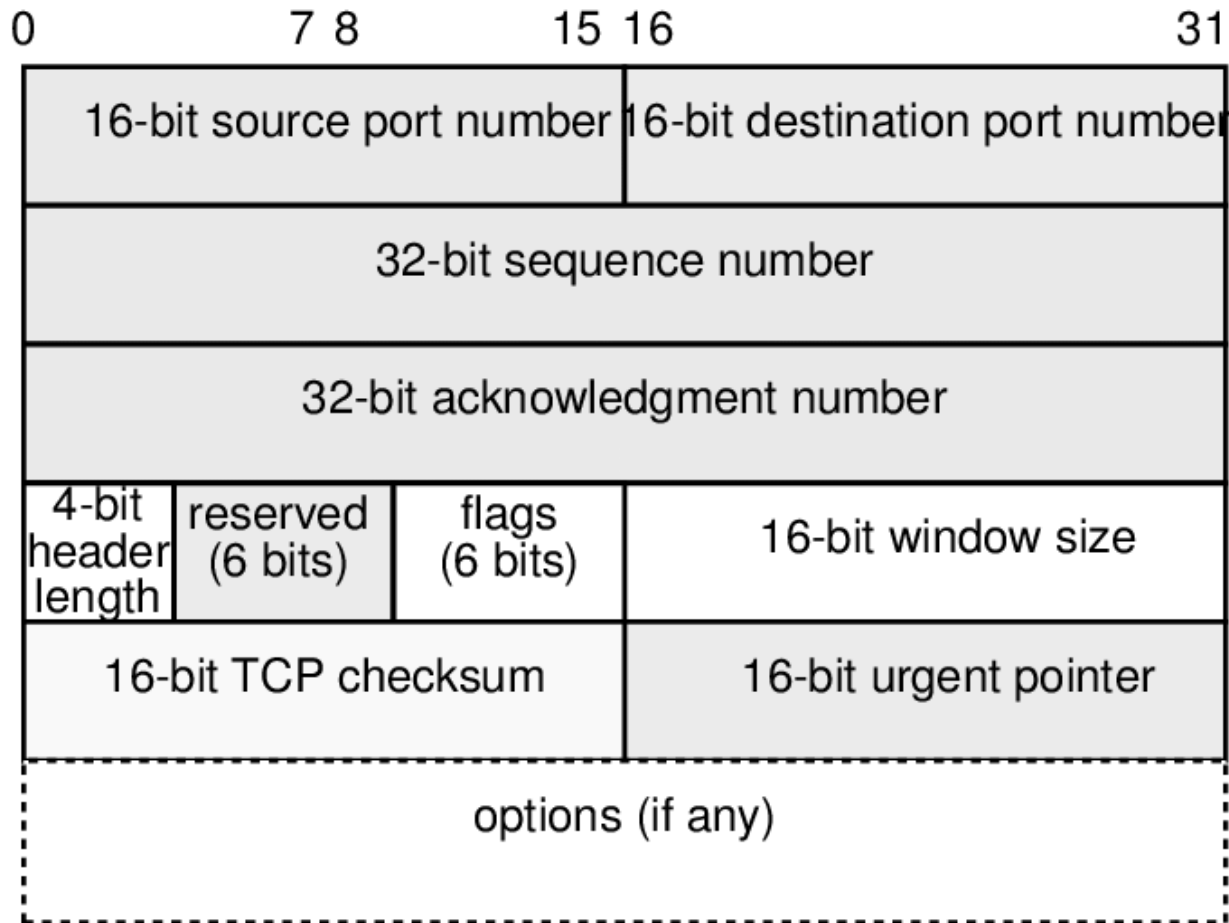 0 7 8 15 16 31
16-bit source port number 16-bit destination port number
32-bit sequence number
32-bit acknowledgment number
4-bit
header
length
reserved
(6 bits)
flags
(6 bits)
16-bit window size
16-bit TCP checksum 16-bit urgent pointer
options (if any)